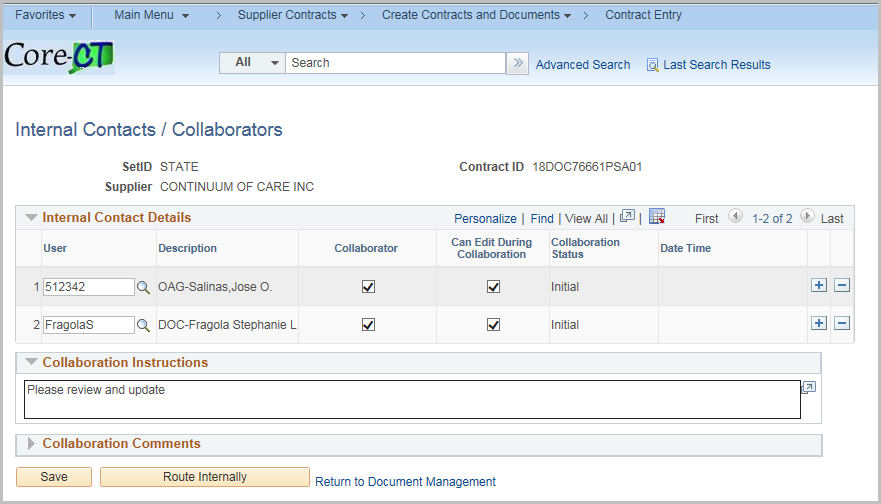 Favorites Main Menu > Supplier Contracts > Create Contracts and Documents > Contract Entry
Core-CT
All Search » Advanced Search Last Search Results
Internal Contacts / Collaborators
SetID STATE Contract ID 18DOC76661PSA01
Supplier CONTINUUM OF CARE INC
Internal Contact Details Personalize | Find | View All | | First 1-2 of 2 Last
User Description Collaborator Can Edit During Collaboration Collaboration Status Date Time
1 512342 OAG-Salinas,Jose O. Initial
2 FragolaS DOC-Fragola Stephanie L Initial
Collaboration Instructions
Please review and update
Collaboration Comments
Save Route Internally Return to Document Management